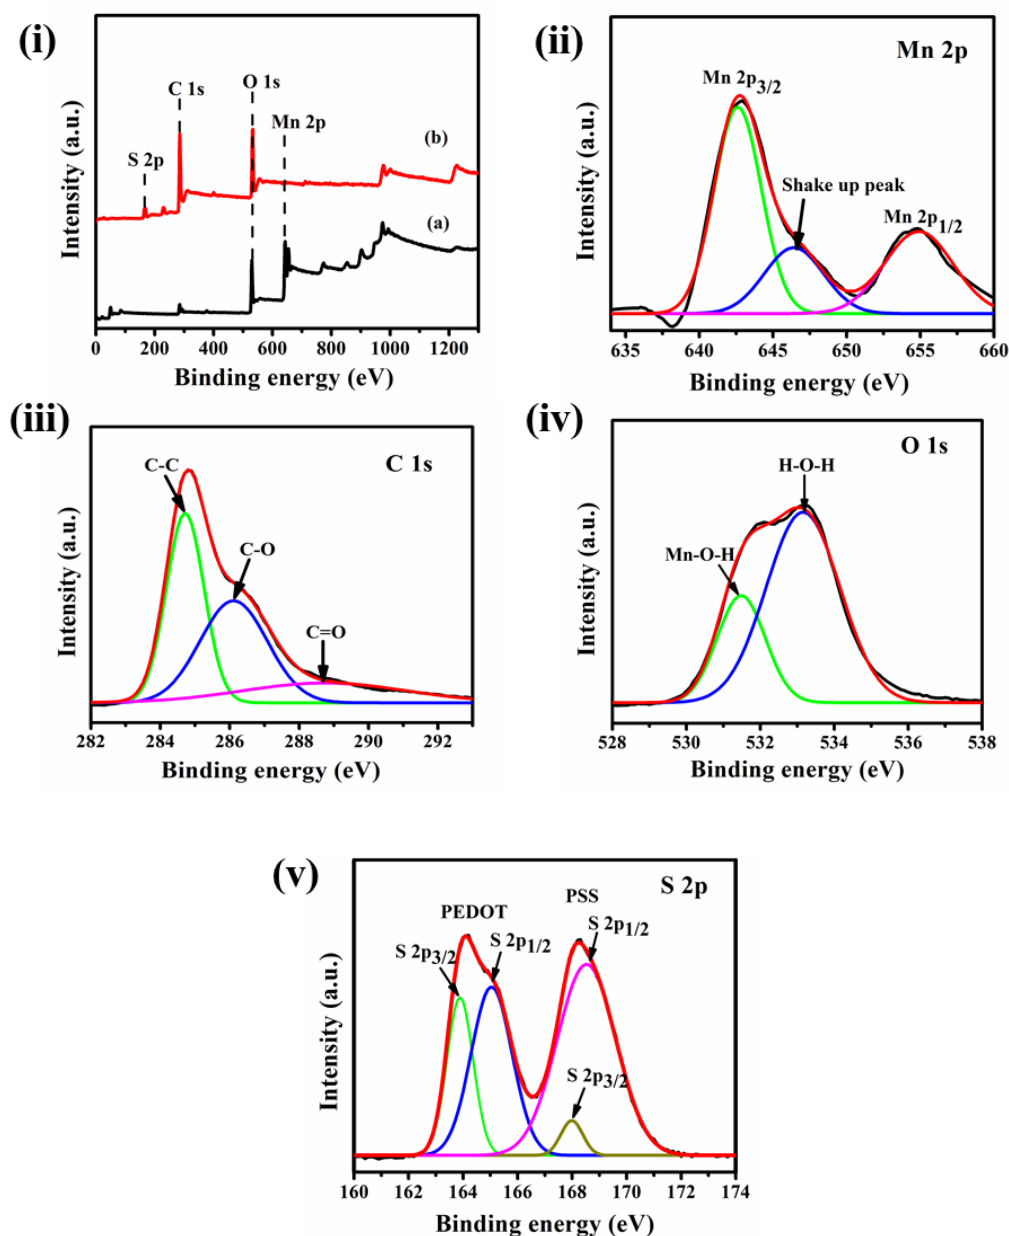 (i)
Intensity (a.u.)
S 2p
C 1s
O 1s
Mn 2p
(b)
(a)
0 200 400 600 800 1000 1200
Binding energy (eV)
(ii)
Intensity (a.u.)
Mn 2p
Mn 2p3/2
Shake up peak
Mn 2p1/2
635 640 645 650 655 660
Binding energy (eV)
(iii)
Intensity (a.u.)
C 1s
C-C
C-O
C=O
282 284 286 288 290 292
Binding energy (eV)
(iv)
Intensity (a.u.)
O 1s
H-O-H
Mn-O-H
528 530 532 534 536 538
Binding energy (eV)
(v)
Intensity (a.u.)
S 2p
PEDOT
S 2p3/2
S 2p1/2
PSS
S 2p1/2
S 2p3/2
160 162 164 166 168 170 172 174
Binding energy (eV)